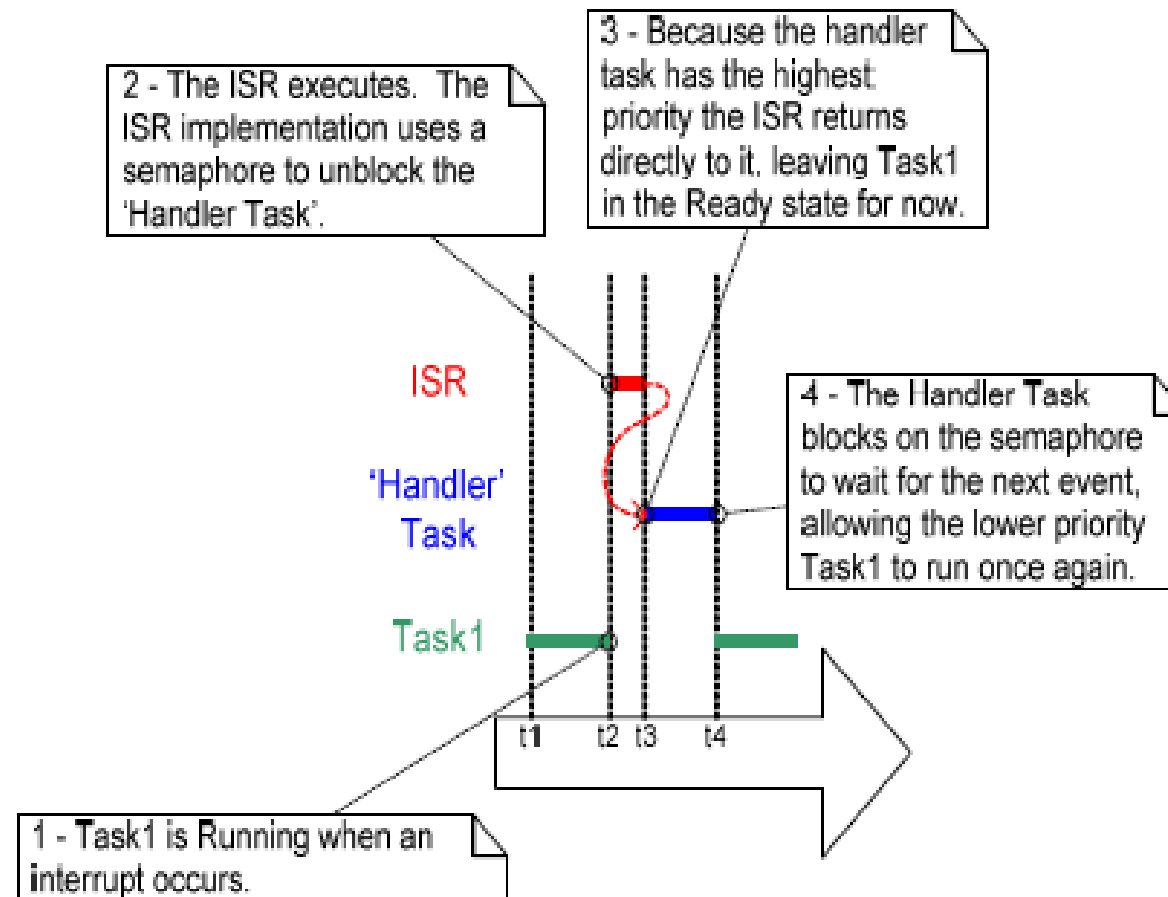 3 - Because the handler
task has the highest
priority the ISR returns
directly to it, leaving Task1
in the Ready state for now.
2 - The ISR executes. The
ISR implementation uses a
semaphore to unblock the
'Handler Task'.
ISR
4 - The Handler Task
blocks on the semaphore
to wait for the next event,
allowing the lower priority
Task1 to run once again.
'Handler'
Task
Task1
t1 t2 t3 t4
1 - Task1 is Running when an
interrupt occurs.